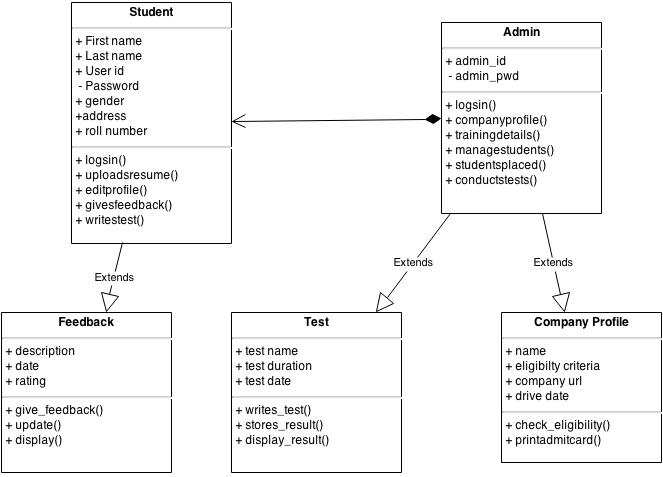 Student
+ First name
+ Last name
+ User id
- Password
+ gender
+address
+ roll number
+ logsin()
+ uploadsresume()
+ editprofile()
+ givesfeedback()
+ writestest()
Admin
+ admin_id
- admin_pwd
+ logsin()
+ companyprofile()
+ trainingdetails()
+ managestudents()
+ studentsplaced()
+ conductstests()
Extends
Extends
Extends
Feedback
+ description
+ date
+ rating
+ give_feedback()
+ update()
+ display()
Test
+ test name
+ test duration
+ test date
+ writes_test()
+ stores_result()
+ display_result()
Company Profile
+ name
+ eligibilty criteria
+ company url
+ drive date
+ check_eligibility()
+ printadmitcard()